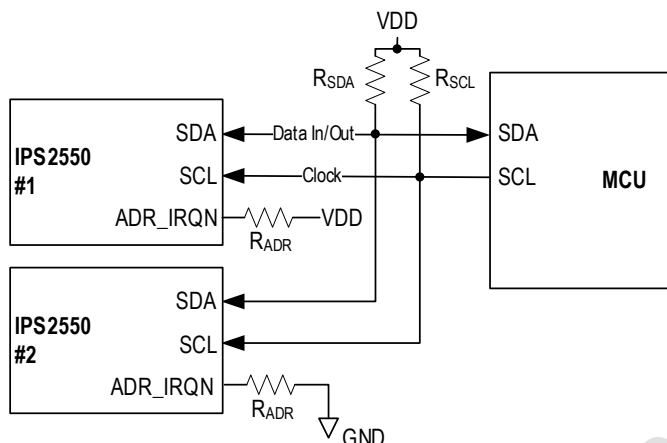 VDD
RSDA
RSCL
SDA
Data In/Out
SDA
IPS2550
#1
SCL
Clock
SCL
MCU
ADR_IRQN
VDD
RADR
SDA
IPS2550
#2
SCL
ADR_IRQN
RADR
GND